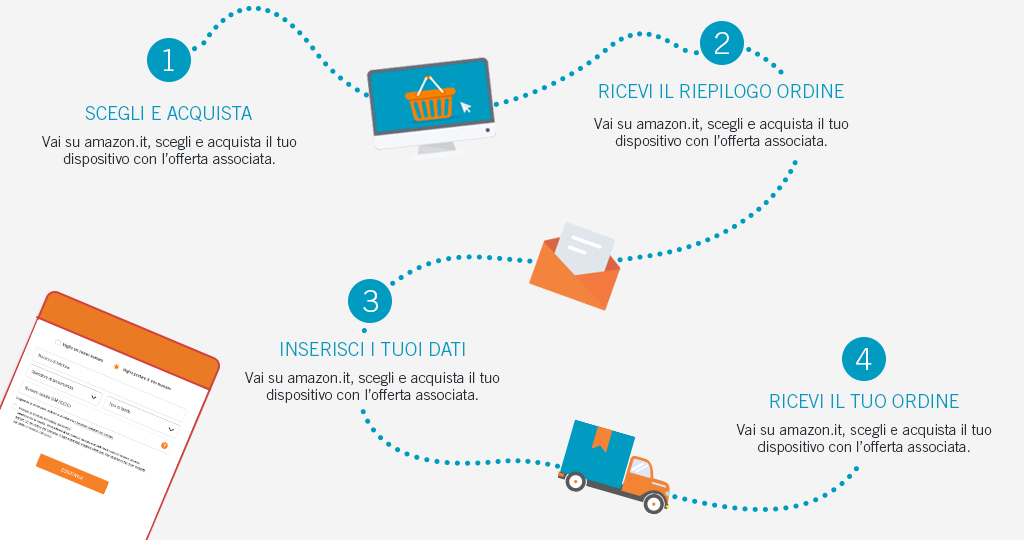 1
SCEGLI E ACQUISTA
Vai su amazon.it, scegli e acquista il tuo
dispositivo con l'offerta associata.
2
RICEVI IL RIEPILOGO ORDINE
Vai su amazon.it, scegli e acquista il tuo
dispositivo con l'offerta associata.
3
INSERISCI I TUOI DATI
Vai su amazon.it, scegli e acquista il tuo
dispositivo con l'offerta associata.
4
RICEVI IL TUO ORDINE
Vai su amazon.it, scegli e acquista il tuo
dispositivo con l'offerta associata.